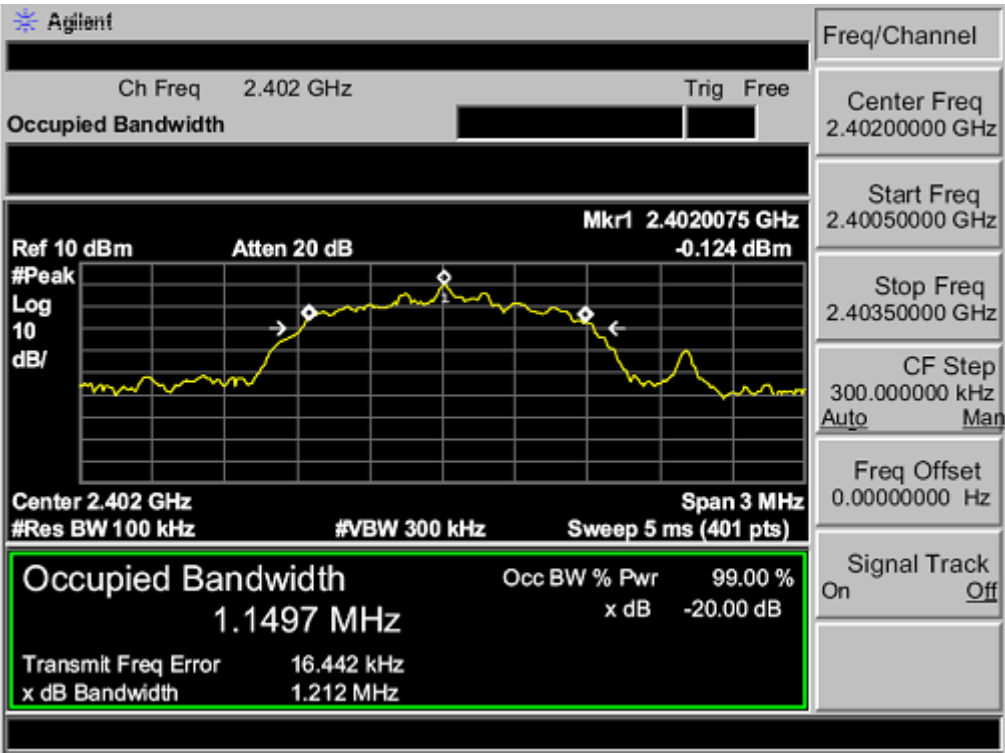 Agilent
Freq/Channel
Ch Freq 2.402 GHz Trig Free
Occupied Bandwidth
Center Freq
2.40200000 GHz
Start Freq
2.40050000 GHz
Stop Freq
2.40350000 GHz
CF Step
300.000000 kHz
Auto Man
Freq Offset
0.00000000 Hz
Signal Track
On Off
Mkr1 2.4020075 GHz
Ref 10 dBm Atten 20 dB -0.124 dBm
#Peak
Log
10
dB/
1
Center 2.402 GHz Span 3 MHz
#Res BW 100 kHz #VBW 300 kHz Sweep 5 ms (401 pts)
Occupied Bandwidth Occ BW % Pwr 99.00 %
1.1497 MHz x dB -20.00 dB
Transmit Freq Error 16.442 kHz
x dB Bandwidth 1.212 MHz